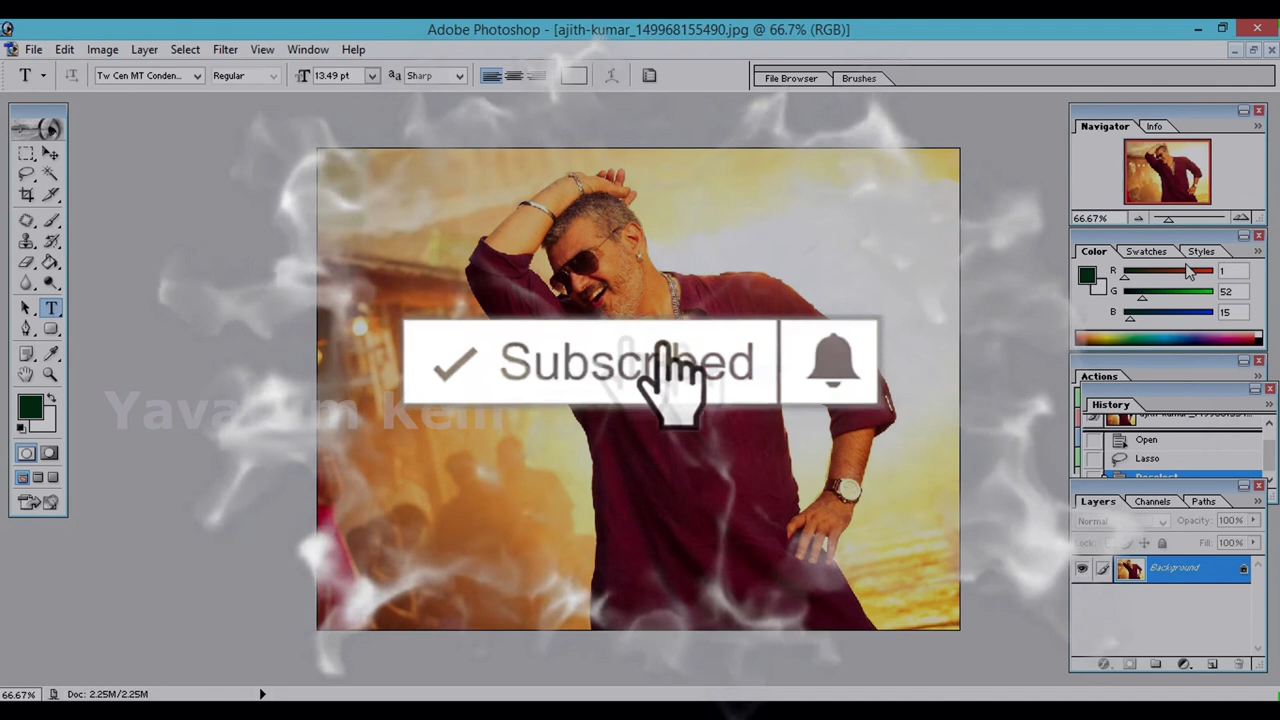 Adobe Photoshop - [ajith-kumar_149968155490.jpg @ 66.7% (RGB)]
File Edit Image Layer Select Filter View Window Help
T Tw Cen MT Conden... Regular T 13.49 pt aa Sharp File Browser Brushes
Navigator Info
66.67%
Color Swatches Styles
R 1
G 52
B 15
Actions
History
Open
Lasso
Deselect
Subscribed
Layers Channels Paths
Normal Opacity: 100%
Lock: Fill: 100%
Background
66.67% Doc: 2.25M/2.25M